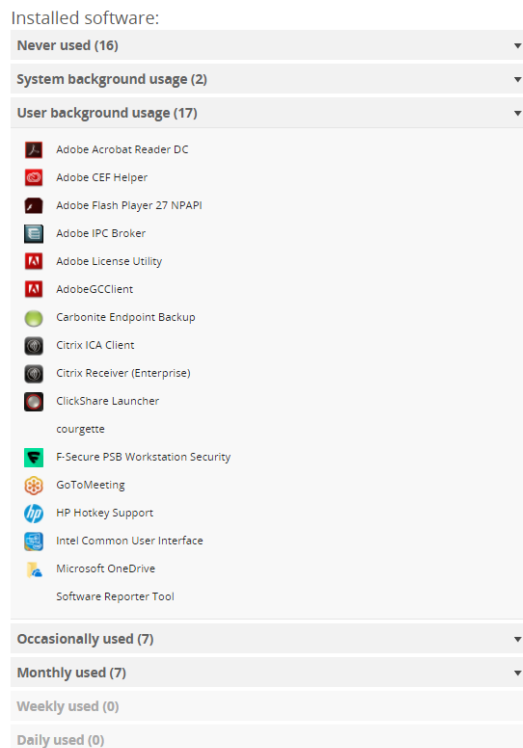 Installed software:
Never used (16)
System background usage (2)
User background usage (17)
Adobe Acrobat Reader DC
Adobe CEF Helper
Adobe Flash Player 27 NPAPI
Adobe IPC Broker
Adobe License Utility
AdobeGCClient
Carbonite Endpoint Backup
Citrix ICA Client
Citrix Receiver (Enterprise)
ClickShare Launcher
courgette
F-Secure PSB Workstation Security
GoToMeeting
HP Hotkey Support
Intel Common User Interface
Microsoft OneDrive
Software Reporter Tool
Occasionally used (7)
Monthly used (7)
Weekly used (0)
Daily used (0)